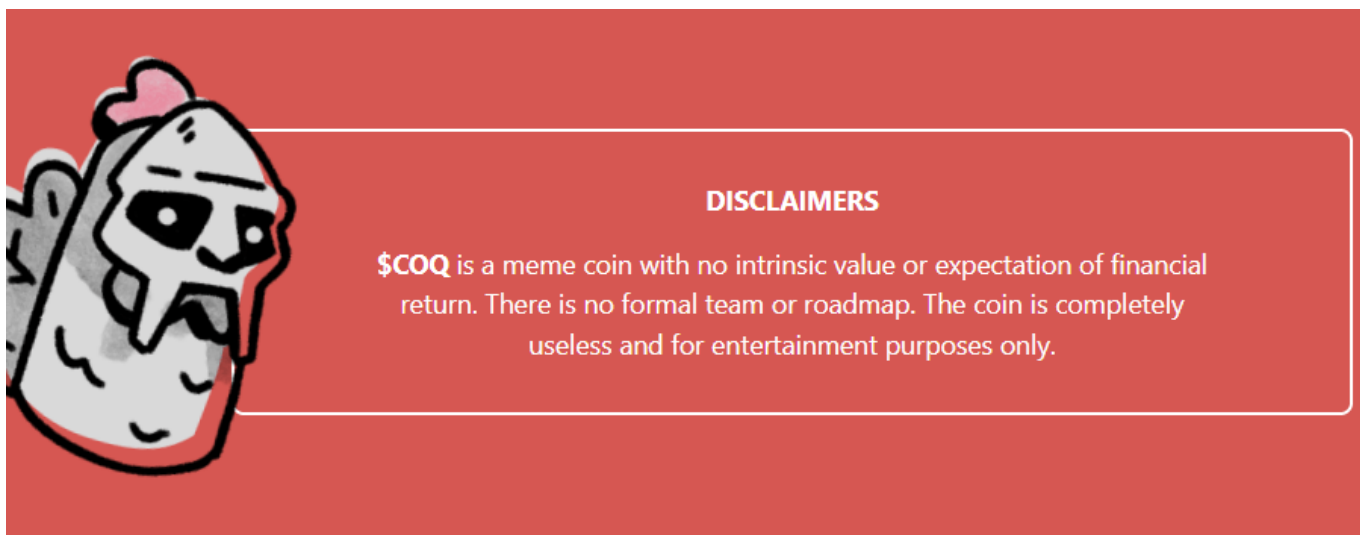 DISCLAIMERS
$COQ is a meme coin with no intrinsic value or expectation of financial
return. There is no formal team or roadmap. The coin is completely
useless and for entertainment purposes only.